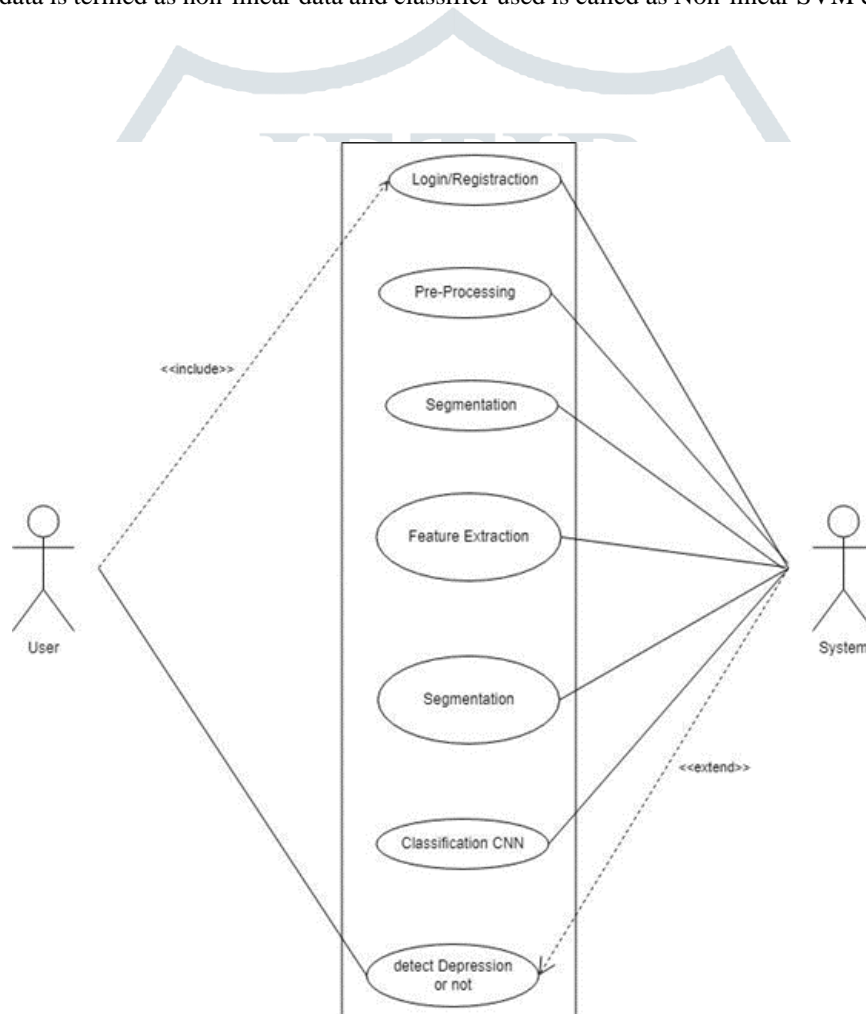 data is termed as non-linear data and classifier used is called as Non-linear SVM
JETIR
Login/Registraction
Pre-Processing
<<include>>
Segmentation
Feature Extraction
User
System
Segmentation
<<extend>>
Classification CNN
detect Depression
or not